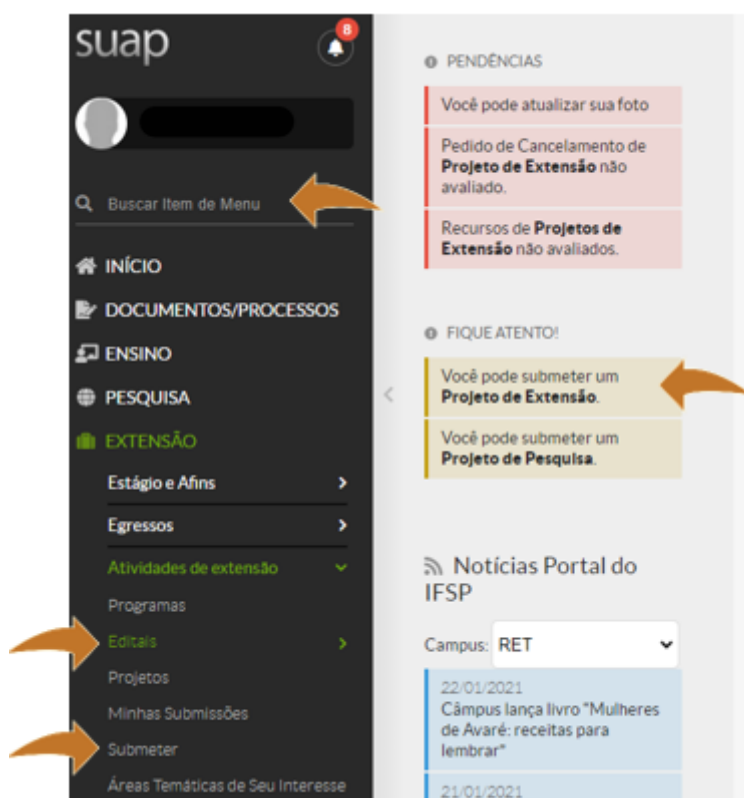 suap
8
Buscar Item de Menu
INÍCIO
DOCUMENTOS/PROCESSOS
ENSINO
PESQUISA
EXTENSÃO
Estágio e Afins
Egressos
Atividades de extensão
Programas
Editais
Projetos
Minhas Submissões
Submeter
Áreas Temáticas de Seu Interesse
PENDÊNCIAS
Você pode atualizar sua foto
Pedido de Cancelamento de
Projeto de Extensão não
avaliado.
Recursos de Projetos de
Extensão não avaliados.
FIQUE ATENTO!
Você pode submeter um
Projeto de Extensão.
Você pode submeter um
Projeto de Pesquisa.
Notícias Portal do
IFSP
Campus: RET
22/01/2021
Câmpus lança livro "Mulheres
de Avaré: receitas para
lembrar"
21/01/2021